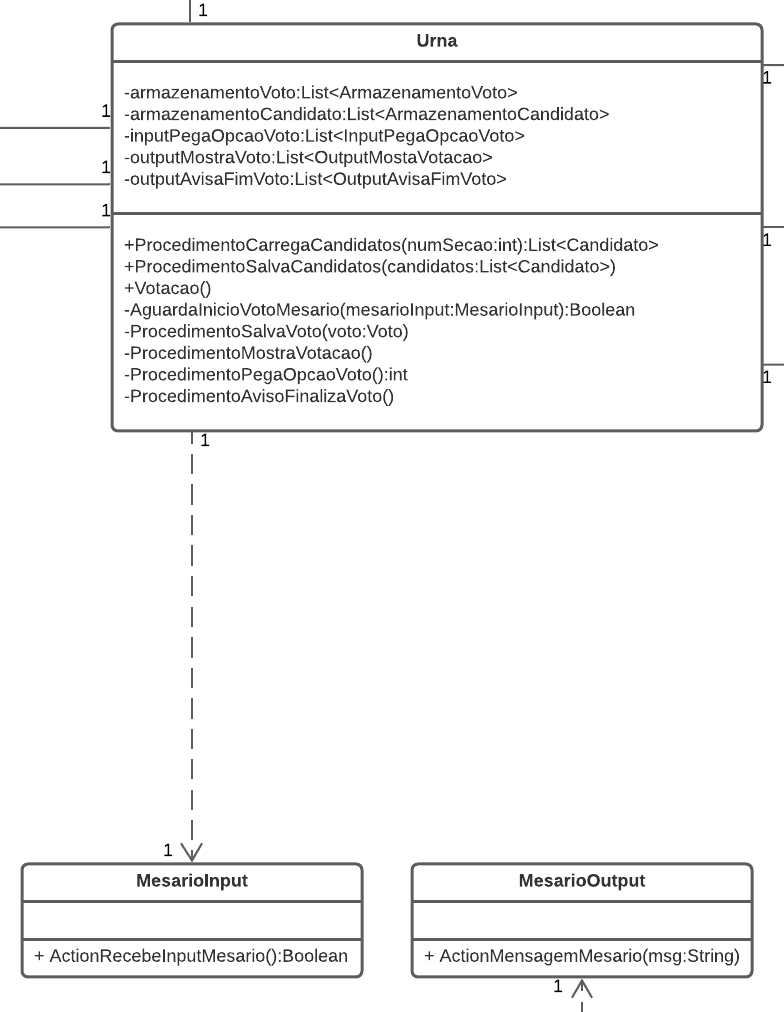 1
Urna
1
1
1
1
1
1
-armazenamentoVoto:List<ArmazenamentoVoto>
-armazenamentoCandidato:List<ArmazenamentoCandidato>
-inputPegaOpcaoVoto:List<InputPegaOpcaoVoto>
-outputMostraVoto:List<OutputMostaVotacao>
-outputAvisaFimVoto:List<OutputAvisaFimVoto>
+ProcedimentoCarregaCandidatos(numSecao:int):List<Candidato>
+ProcedimentoSalvaCandidatos(candidatos:List<Candidato>)
+Votacao()
-AguardaInicioVotoMesario(mesarioInput:MesarioInput):Boolean
-ProcedimentoSalvaVoto(voto:Voto)
-ProcedimentoMostraVotacao()
-ProcedimentoPegaOpcaoVoto():int
-ProcedimentoAvisoFinalizaVoto()
1
1
MesarioInput
+ ActionRecebeInputMesario():Boolean
MesarioOutput
+ ActionMensagemMesario(msg:String)
1